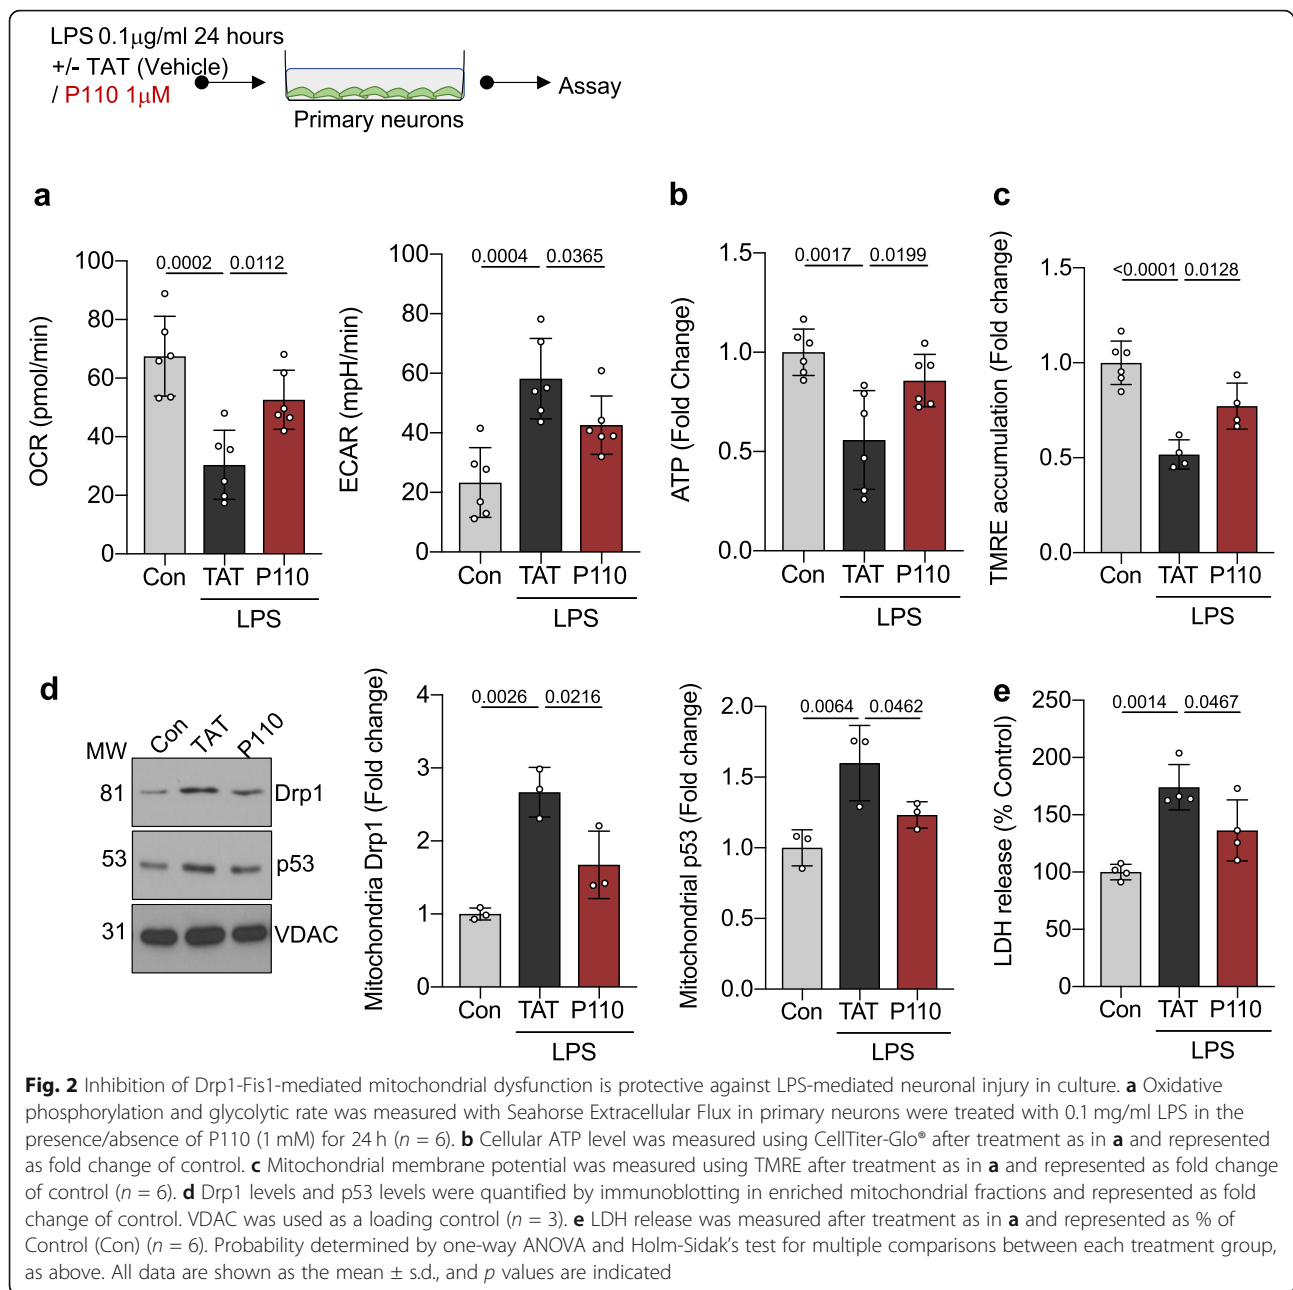 LPS 0.1μg/ml 24 hours
+/- TAT (Vehicle)
/ P110 1μM
Primary neurons
Assay
a
OCR (pmol/min)
100
80
60
40
20
0
0.0002 0.0112
Con TAT P110
LPS
ECAR (mpH/min)
100
80
60
40
20
0
0.0004 0.0365
Con TAT P110
LPS
b
ATP (Fold Change)
1.5
1.0
0.5
0.0
0.0017 0.0199
Con TAT P110
LPS
c
TMRE accumulation (Fold change)
1.5
1.0
0.5
0.0
<0.0001 0.0128
Con TAT P110
LPS
d
MW Con TAT P110
81 Drp1
53 p53
31 VDAC
Mitochondria Drp1 (Fold change)
4
3
2
1
0
0.0026 0.0216
Con TAT P110
LPS
Mitochondrial p53 (Fold change)
2.0
1.5
1.0
0.5
0.0
0.0064 0.0462
Con TAT P110
LPS
e
LDH release (% Control)
250
200
150
100
50
0
0.0014 0.0467
Con TAT P110
LPS
Fig. 2 Inhibition of Drp1-Fis1-mediated mitochondrial dysfunction is protective against LPS-mediated neuronal injury in culture. a Oxidative
phosphorylation and glycolytic rate was measured with Seahorse Extracellular Flux in primary neurons were treated with 0.1 mg/ml LPS in the
presence/absence of P110 (1 mM) for 24 h (n = 6). b Cellular ATP level was measured using CellTiter-Glo® after treatment as in a and represented
as fold change of control. c Mitochondrial membrane potential was measured using TMRE after treatment as in a and represented as fold change
of control (n = 6). d Drp1 levels and p53 levels were quantified by immunoblotting in enriched mitochondrial fractions and represented as fold
change of control. VDAC was used as a loading control (n = 3). e LDH release was measured after treatment as in a and represented as % of
Control (Con) (n = 6). Probability determined by one-way ANOVA and Holm-Sidak's test for multiple comparisons between each treatment group,
as above. All data are shown as the mean ± s.d., and p values are indicated